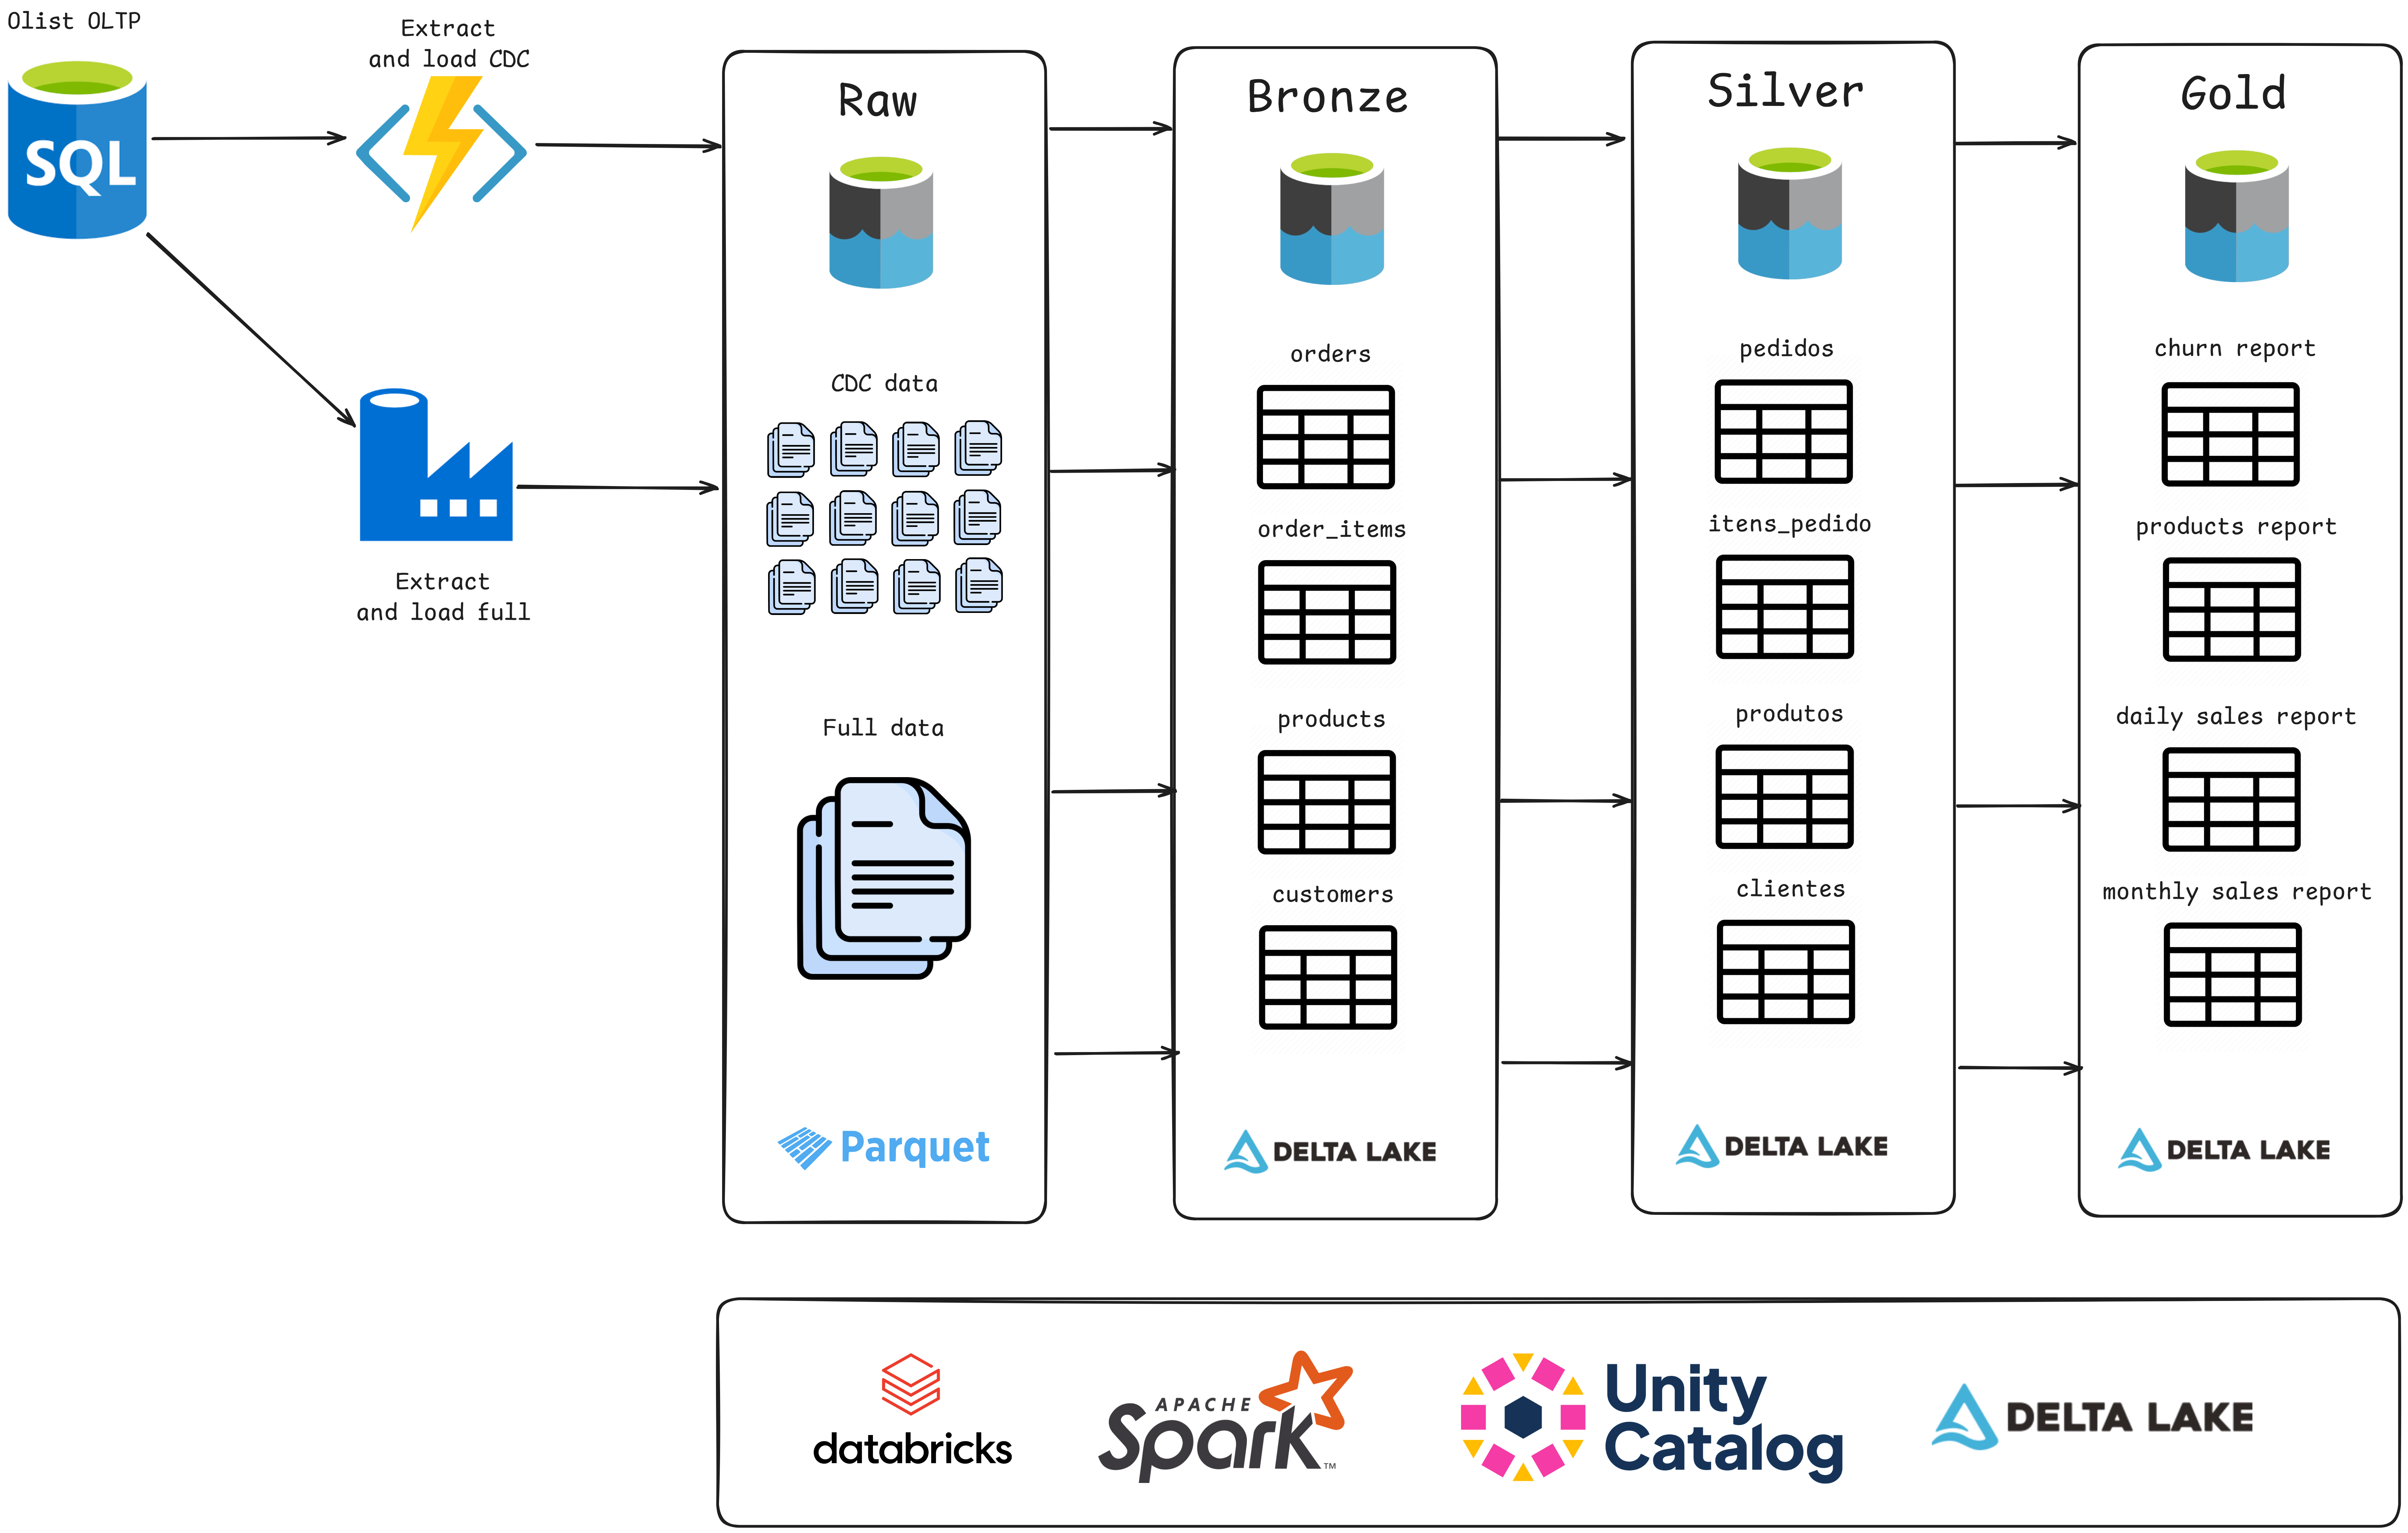 Olist OLTP
SQL
Extract
and load CDC
Extract
and load full
Raw
CDC data
Full data
Parquet
Bronze
orders
order_items
products
customers
DELTA LAKE
Silver
pedidos
itens_pedido
produtos
clientes
DELTA LAKE
Gold
churn report
products report
daily sales report
monthly sales report
DELTA LAKE
databricks
APACHE
Spark™
Unity
Catalog
DELTA LAKE